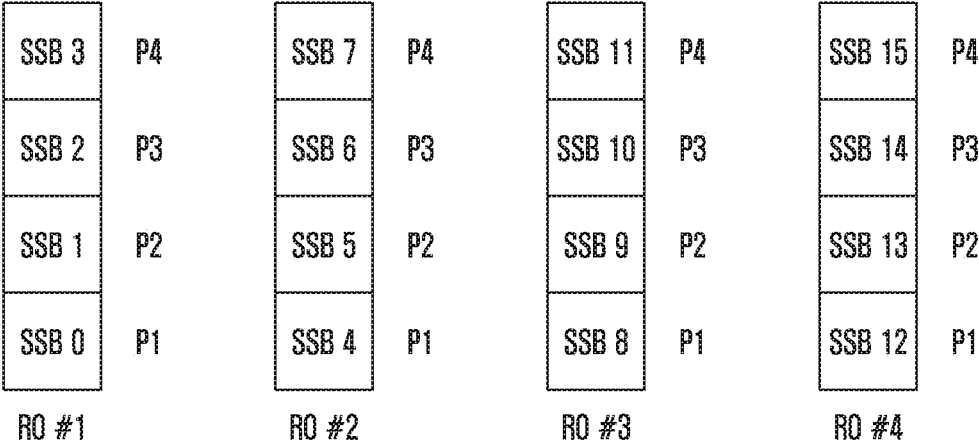 SSB 3 P4 SSB 7 P4 SSB 11 P4 SSB 15 P4
SSB 2 P3 SSB 6 P3 SSB 10 P3 SSB 14 P3
SSB 1 P2 SSB 5 P2 SSB 9 P2 SSB 13 P2
SSB 0 P1 SSB 4 P1 SSB 8 P1 SSB 12 P1
RO #1 RO #2 RO #3 RO #4